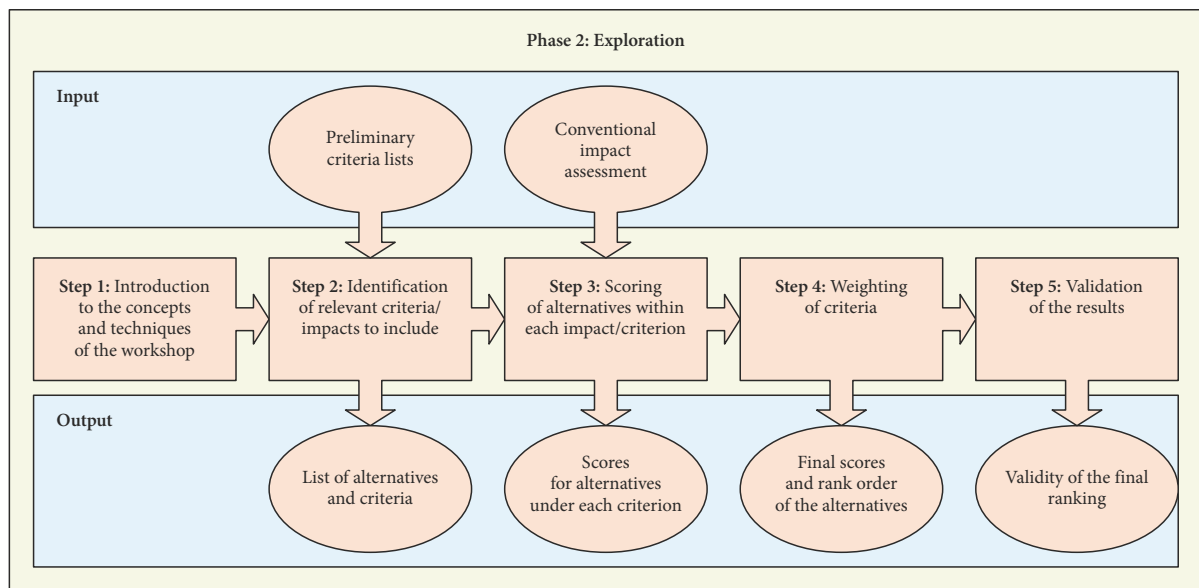 Phase 2: Exploration
Input
Preliminary
criteria lists
Conventional
impact
assessment
Step 1: Introduction
to the concepts
and techniques
of the workshop
Step 2: Identification
of relevant criteria/
impacts to include
Step 3: Scoring
of alternatives within
each impact/criterion
Step 4: Weighting
of criteria
Step 5: Validation
of the results
Output
List of alternatives
and criteria
Scores
for alternatives
under each criterion
Final scores
and rank order
of the alternatives
Validity of the final
ranking